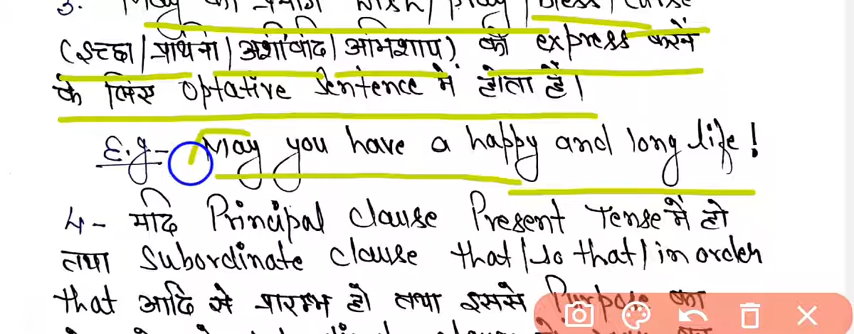 3. May का प्रयोग Wish/Pray/Bless/Curse
(इच्छा/प्रार्थना/आशीर्वाद/अभिशाप) को express करने
के लिए Optative Sentence में होता है।
E.g- May you have a happy and long life!
4- यदि Principal clause Present Tense में हो
तथा Subordinate clause that/so that/in order
that आदि से प्रारम्भ हो तथा इससे Purpose का